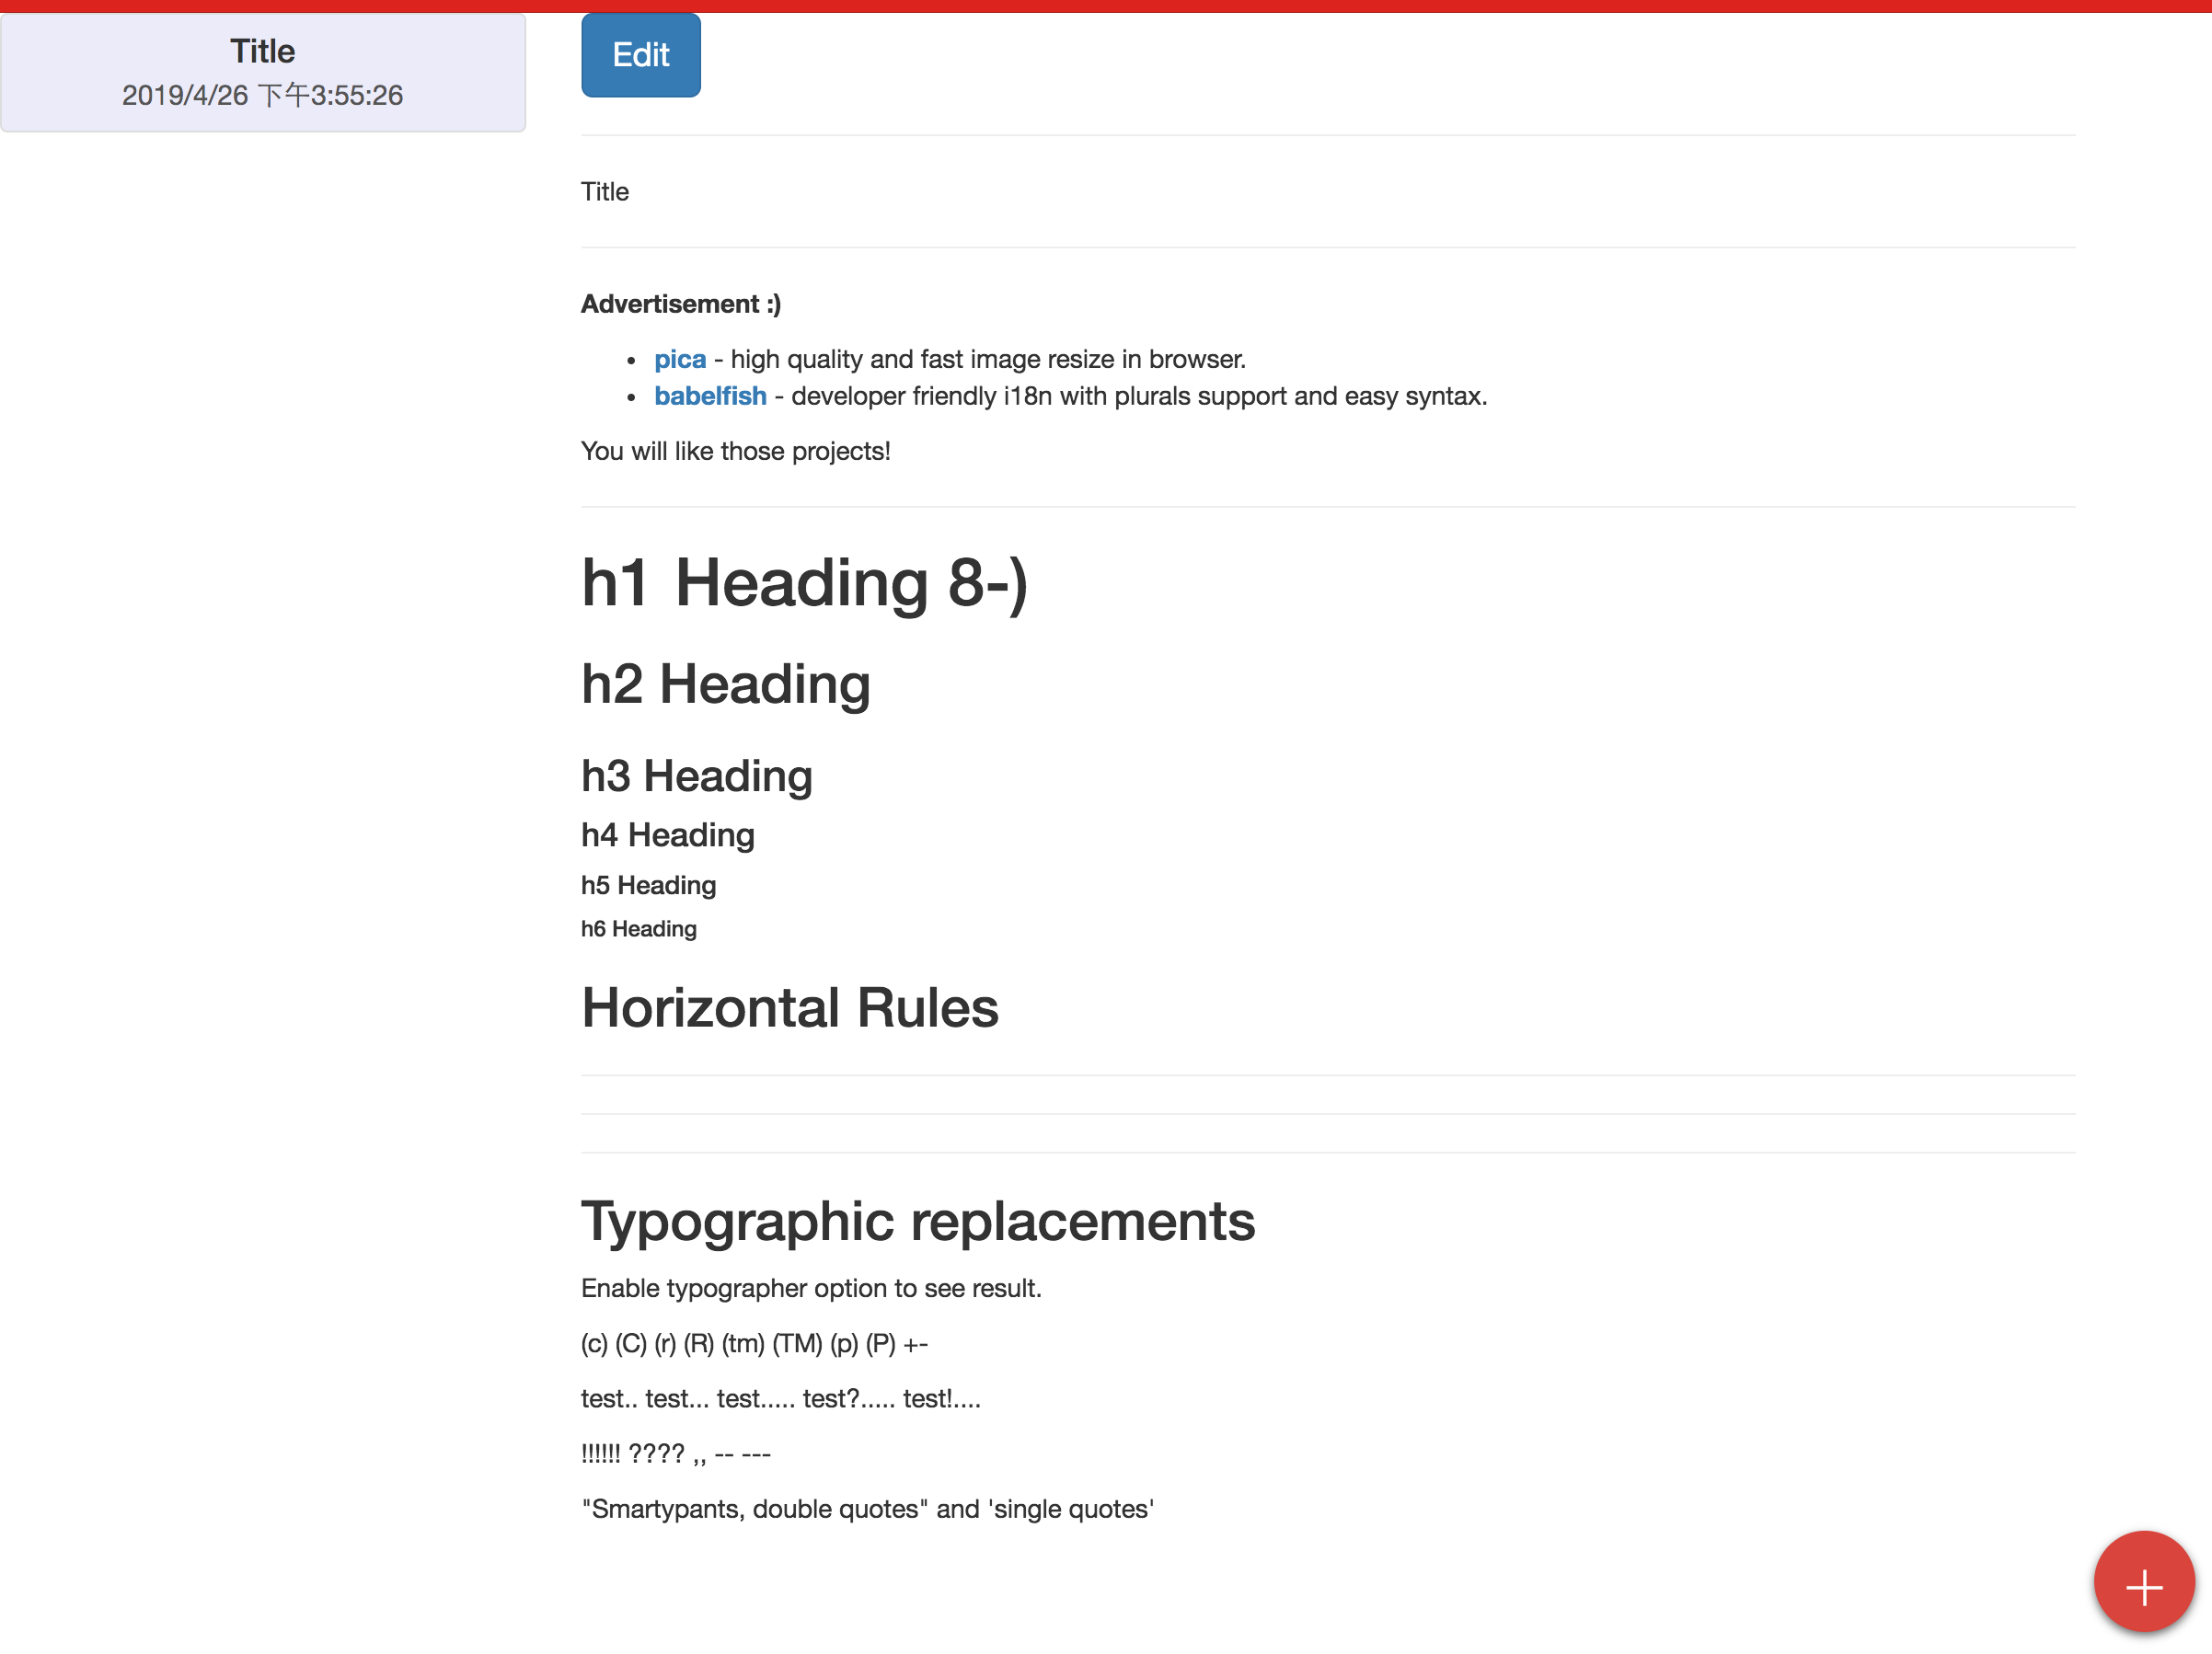 Title
2019/4/26 下午3:55:26
Edit
Title
Advertisement :)
pica - high quality and fast image resize in browser.
babelfish - developer friendly i18n with plurals support and easy syntax.
You will like those projects!
h1 Heading 8-)
h2 Heading
h3 Heading
h4 Heading
h5 Heading
h6 Heading
Horizontal Rules
Typographic replacements
Enable typographer option to see result.
(c) (C) (r) (R) (tm) (TM) (p) (P) +-
test.. test... test..... test?..... test!....
!!!!!! ???? ,, -- ---
"Smartypants, double quotes" and 'single quotes'